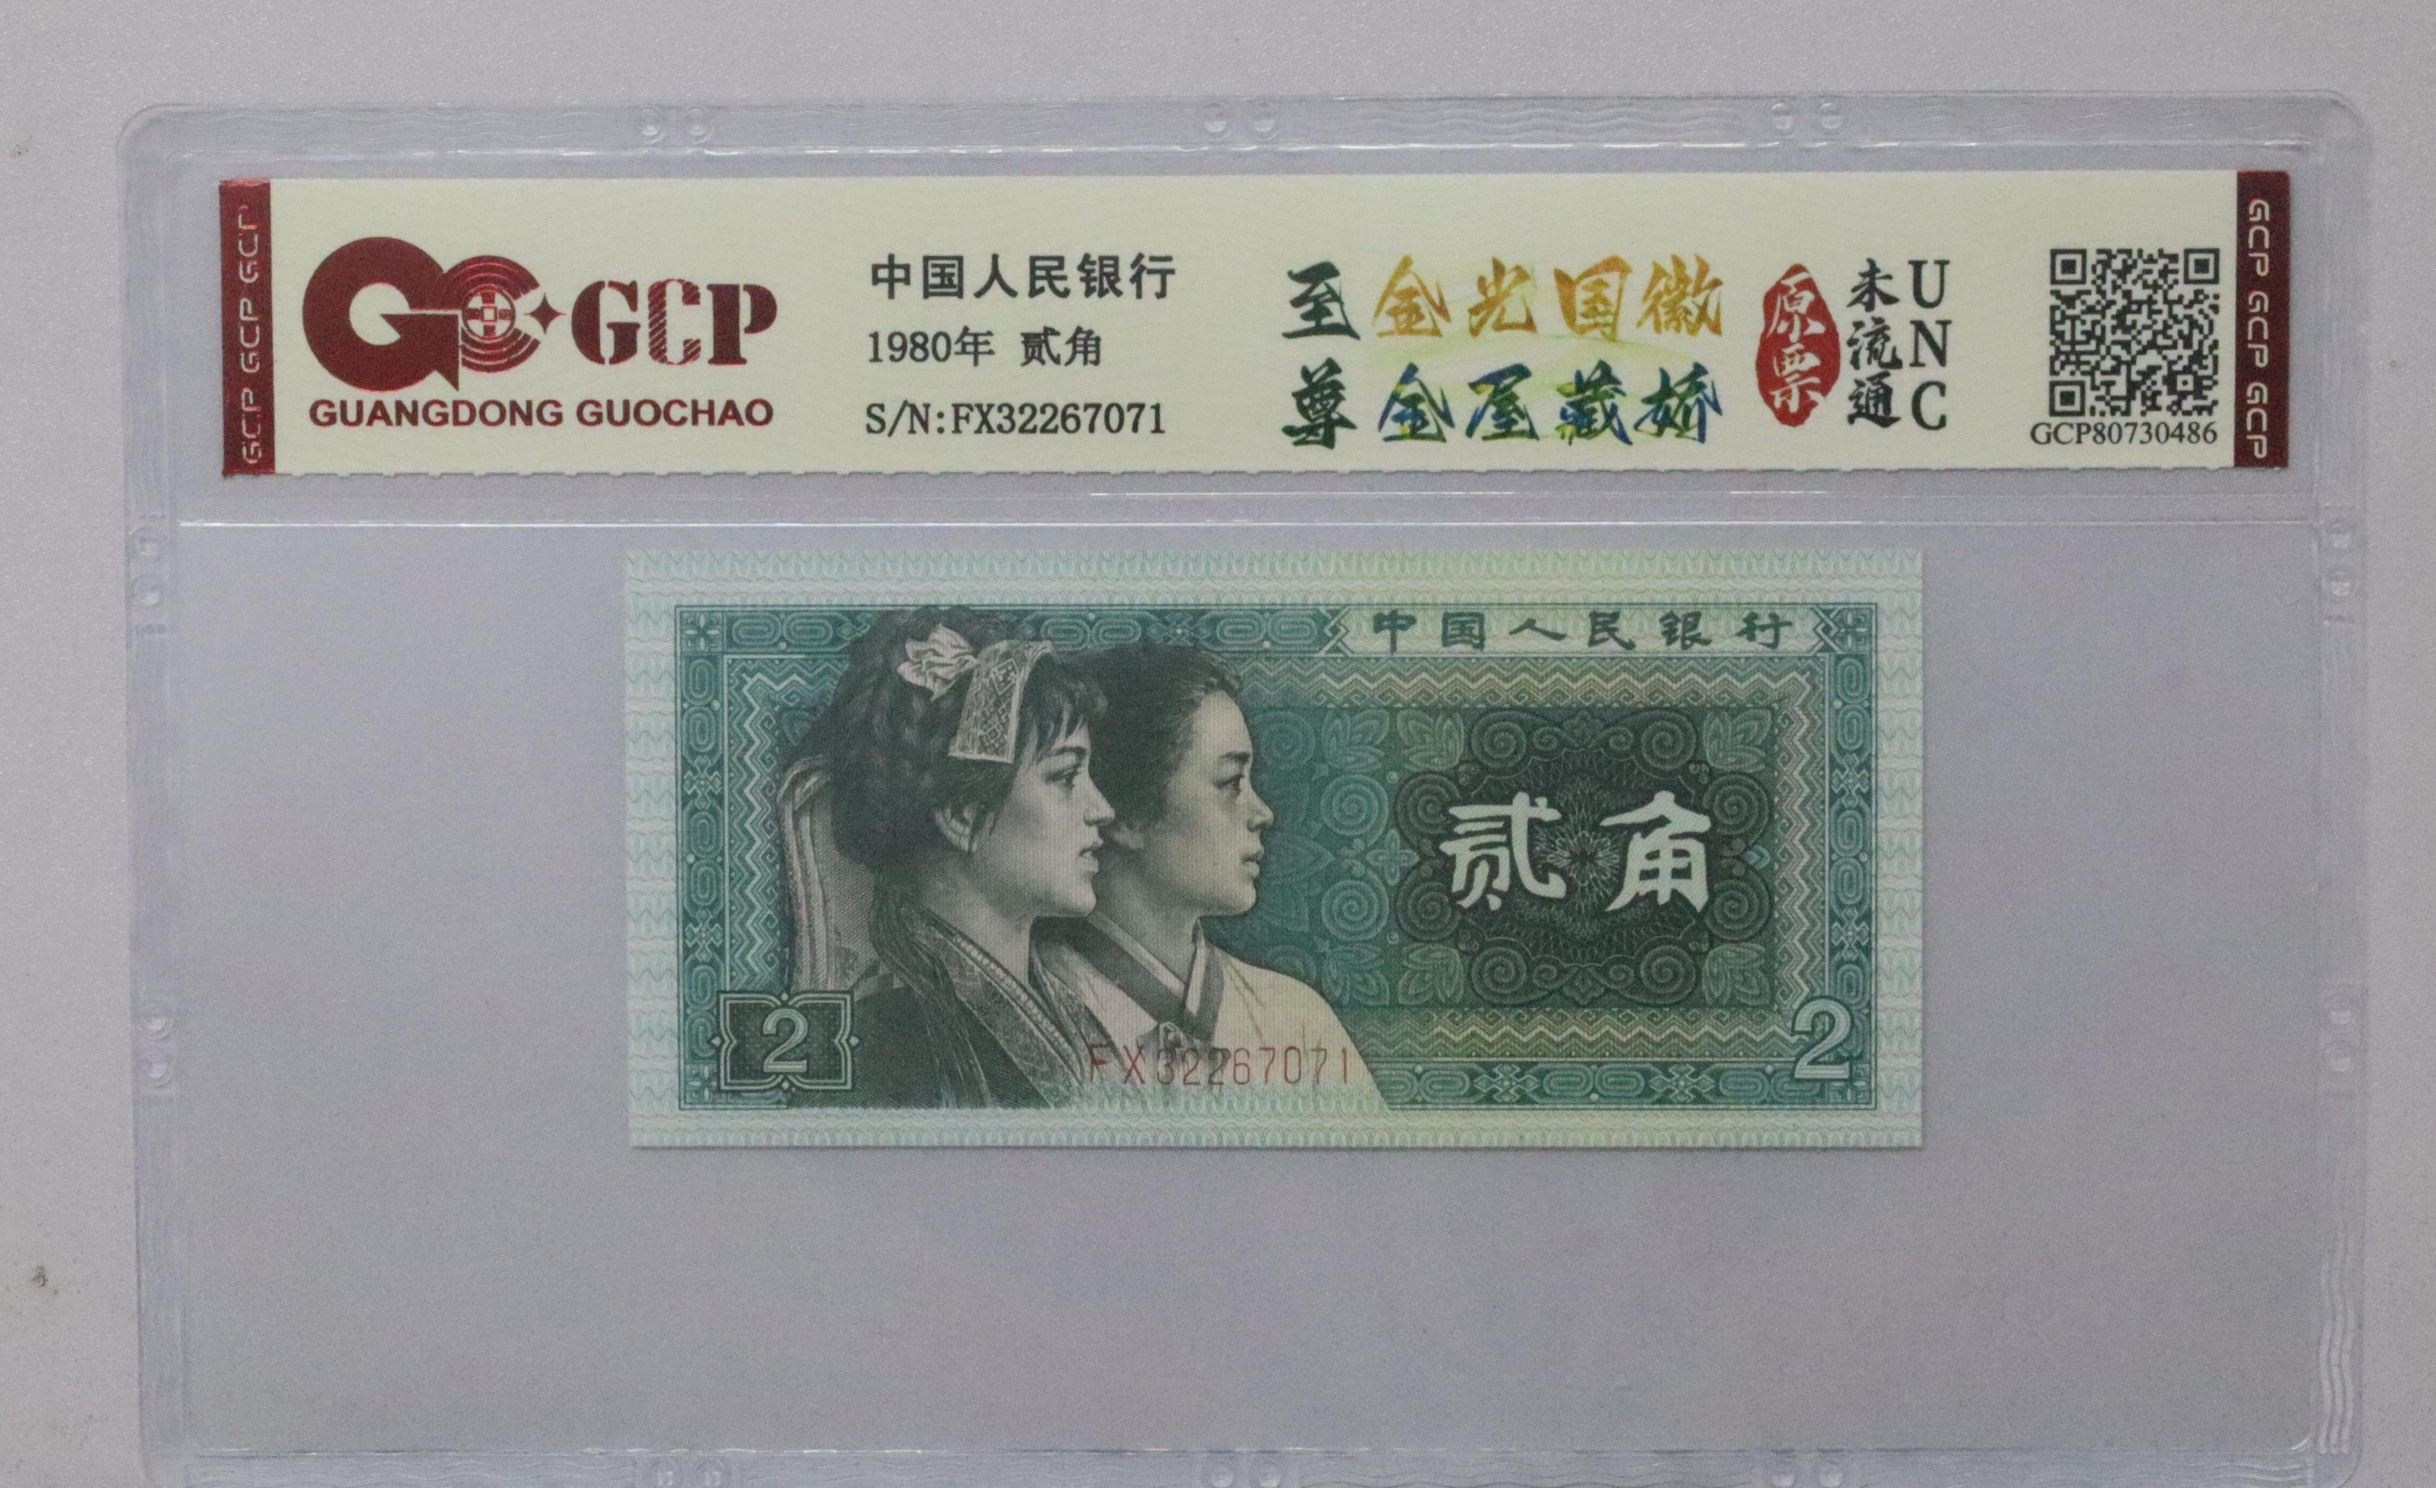 GCP GCP GCP
GCP
GUANGDONG GUOCHAO
中国人民银行
1980年 贰角
S/N:FX32267071
至尊
金光国徽
金屋藏娇
原票
未流通
UNC
GCP80730486
GCP GCP GCP
中国人民银行
贰角
2
FX32267071
2